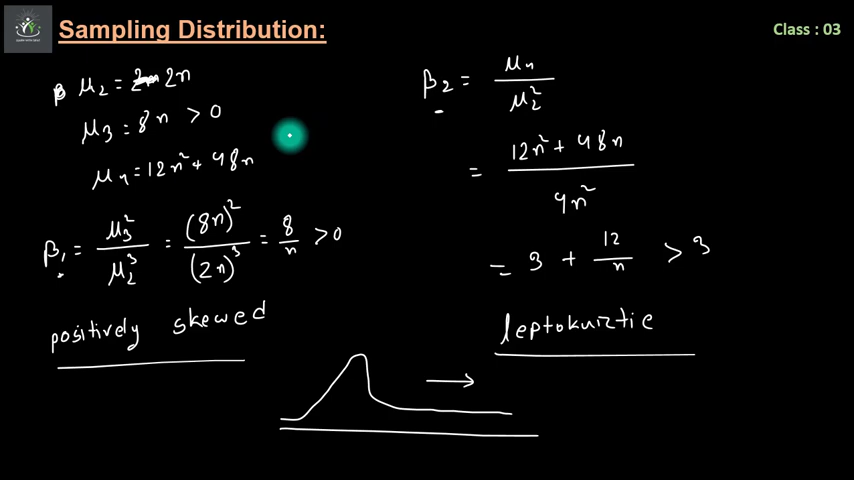 Sampling Distribution:
Class : 03
μ₂ = 2n
μ₃ = 8n > 0
μ₄ = 12n² + 48n
β₁ = μ₃² / μ₂³ = (8n)² / (2n)³ = 8/n > 0
positively skewed
β₂ = μ₄ / μ₂²
= (12n² + 48n) / 4n²
= 3 + 12/n > 3
leptokurtic